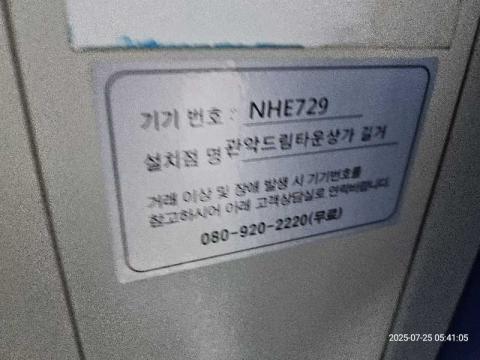 기기 번호 : NHE729
설치점 명 관악드림타운상가 길거
거래 이상 및 장애 발생 시 기기번호를
참고하시어 아래 고객상담실로 연락바랍니다.
080-920-2220(무료)
2025-07-25 05:41:05